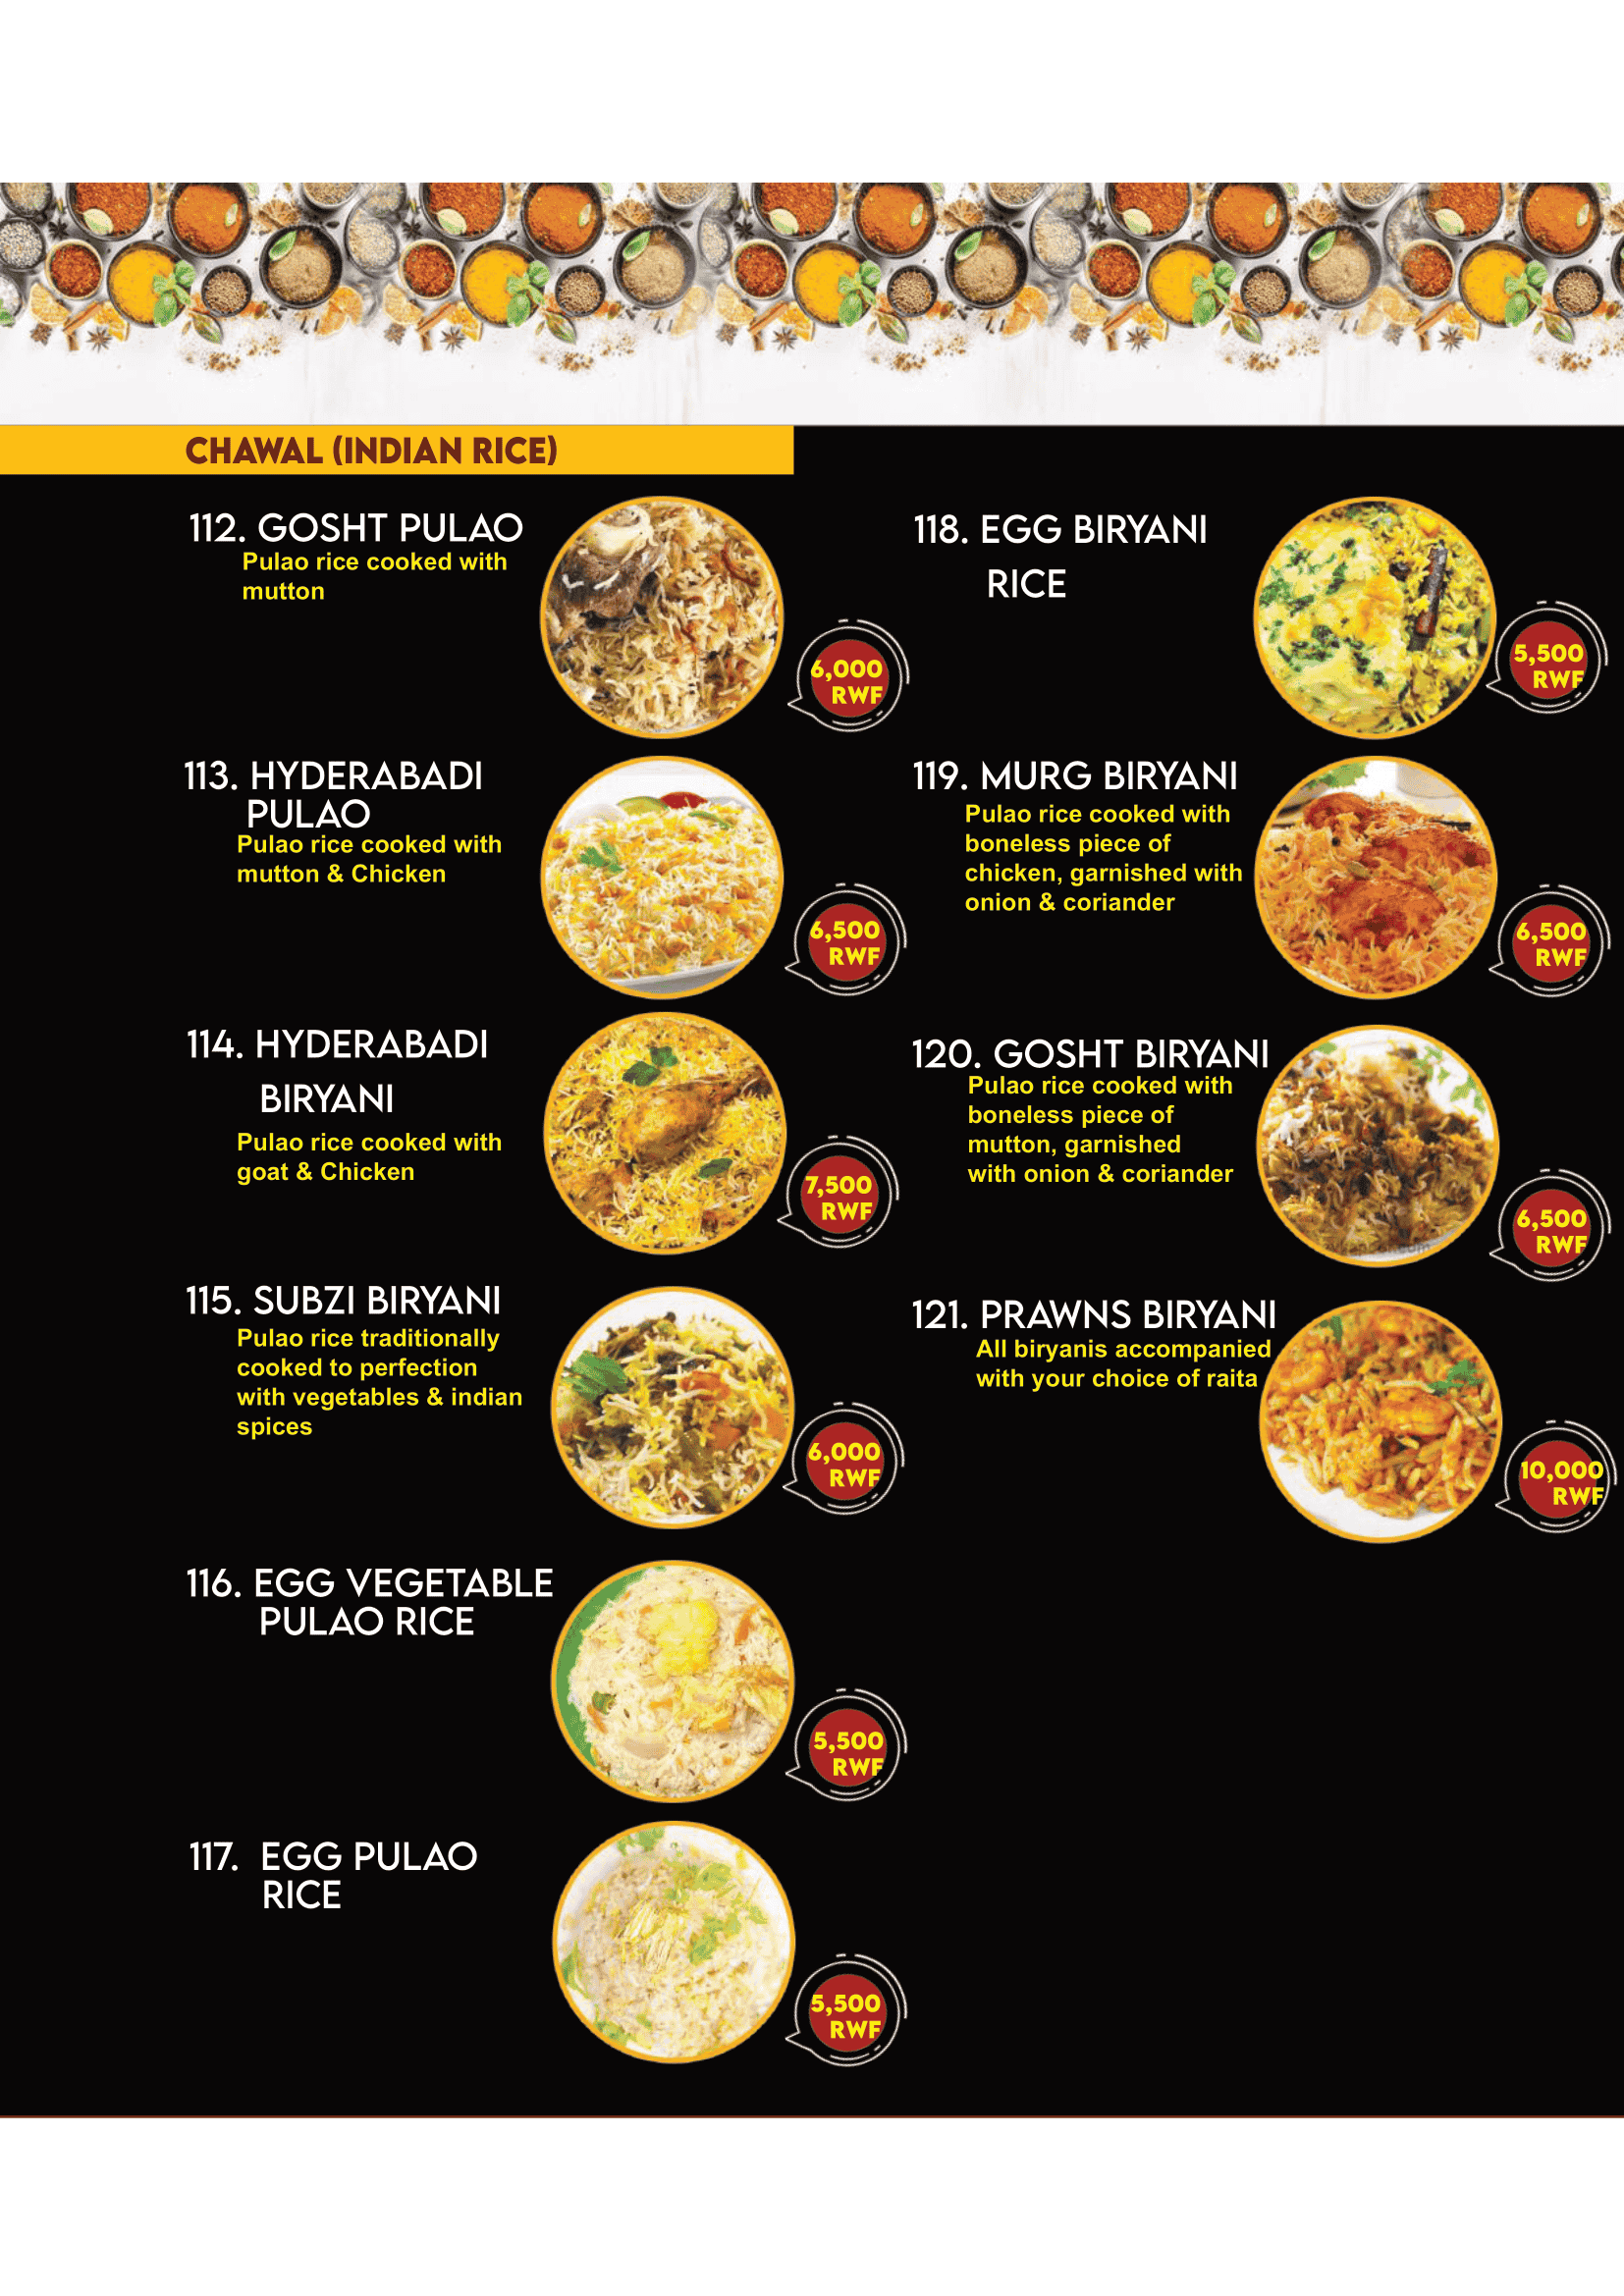 CHAWAL (INDIAN RICE)
112. GOSHT PULAO
Pulao rice cooked with
mutton
6,000
RWF
113. HYDERABADI
PULAO
Pulao rice cooked with
mutton & Chicken
6,500
RWF
114. HYDERABADI
BIRYANI
Pulao rice cooked with
goat & Chicken
7,500
RWF
115. SUBZI BIRYANI
Pulao rice traditionally
cooked to perfection
with vegetables & indian
spices
6,000
RWF
116. EGG VEGETABLE
PULAO RICE
5,500
RWF
117. EGG PULAO
RICE
5,500
RWF
118. EGG BIRYANI
RICE
5,500
RWF
119. MURG BIRYANI
Pulao rice cooked with
boneless piece of
chicken, garnished with
onion & coriander
6,500
RWF
120. GOSHT BIRYANI
Pulao rice cooked with
boneless piece of
mutton, garnished
with onion & coriander
6,500
RWF
121. PRAWNS BIRYANI
All biryanis accompanied
with your choice of raita
10,000
RWF